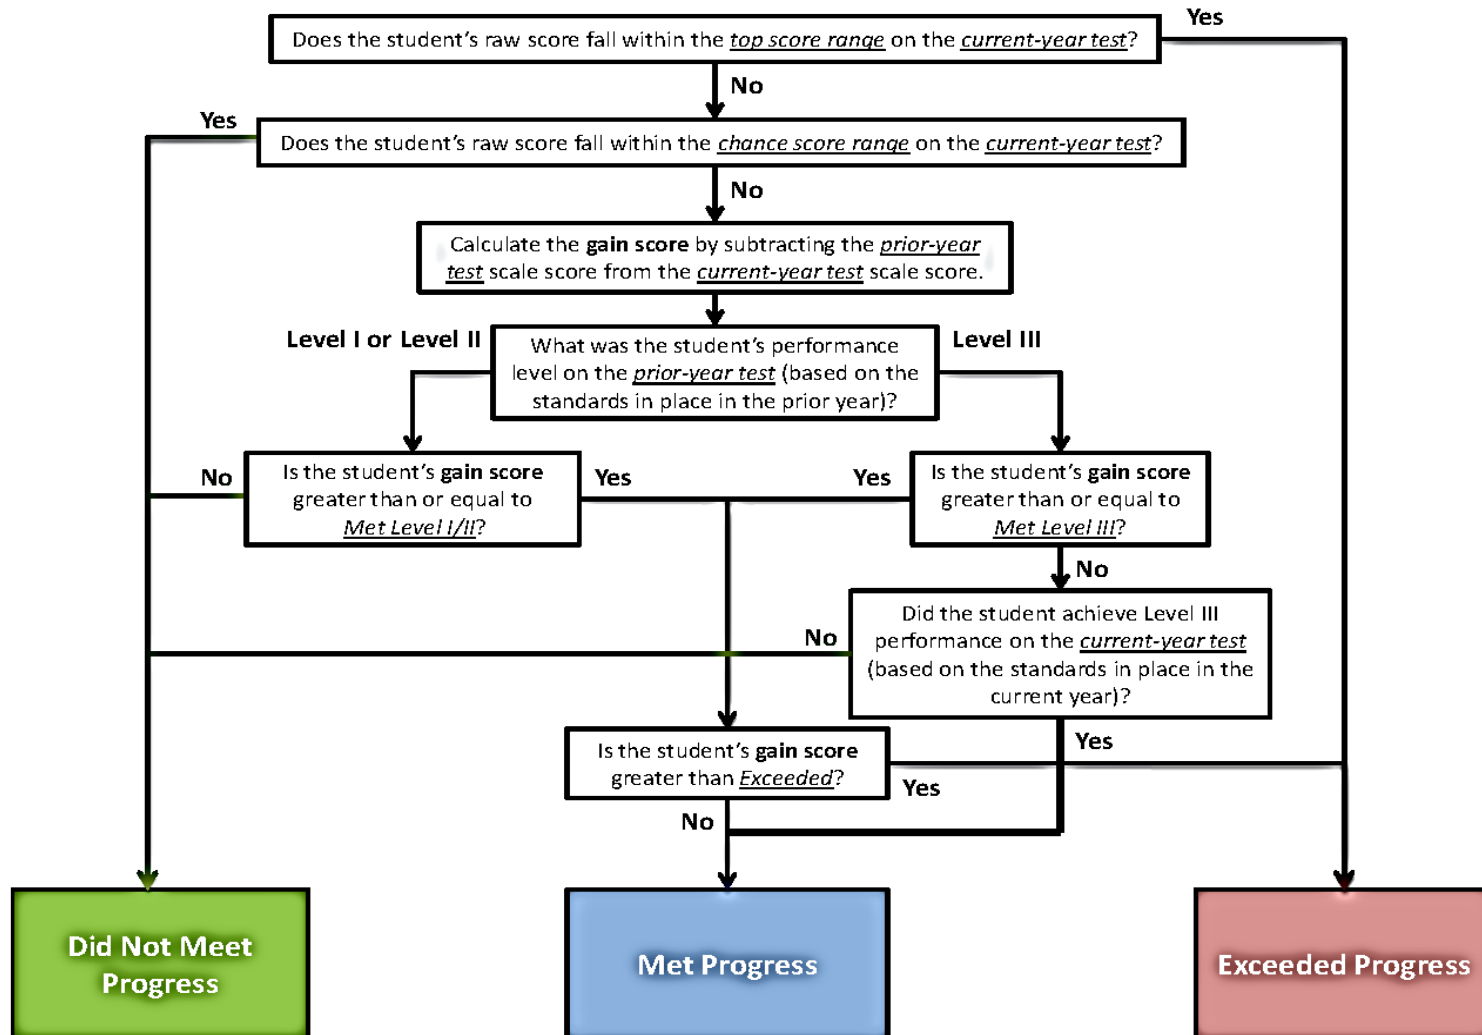 Yes
Does the student's raw score fall within the top score range on the current-year test?
No
Yes
Does the student's raw score fall within the chance score range on the current-year test?
No
Calculate the gain score by subtracting the prior-year
test scale score from the current-year test scale score.
Level I or Level II
What was the student's performance
level on the prior-year test (based on the
standards in place in the prior year)?
Level III
No
Is the student's gain score
greater than or equal to
Met Level I/II?
Yes
Yes
Is the student's gain score
greater than or equal to
Met Level III?
No
Did the student achieve Level III
performance on the current-year test
(based on the standards in place in the
current year)?
No
Yes
Is the student's gain score
greater than Exceeded?
Yes
No
Did Not Meet
Progress
Met Progress
Exceeded Progress